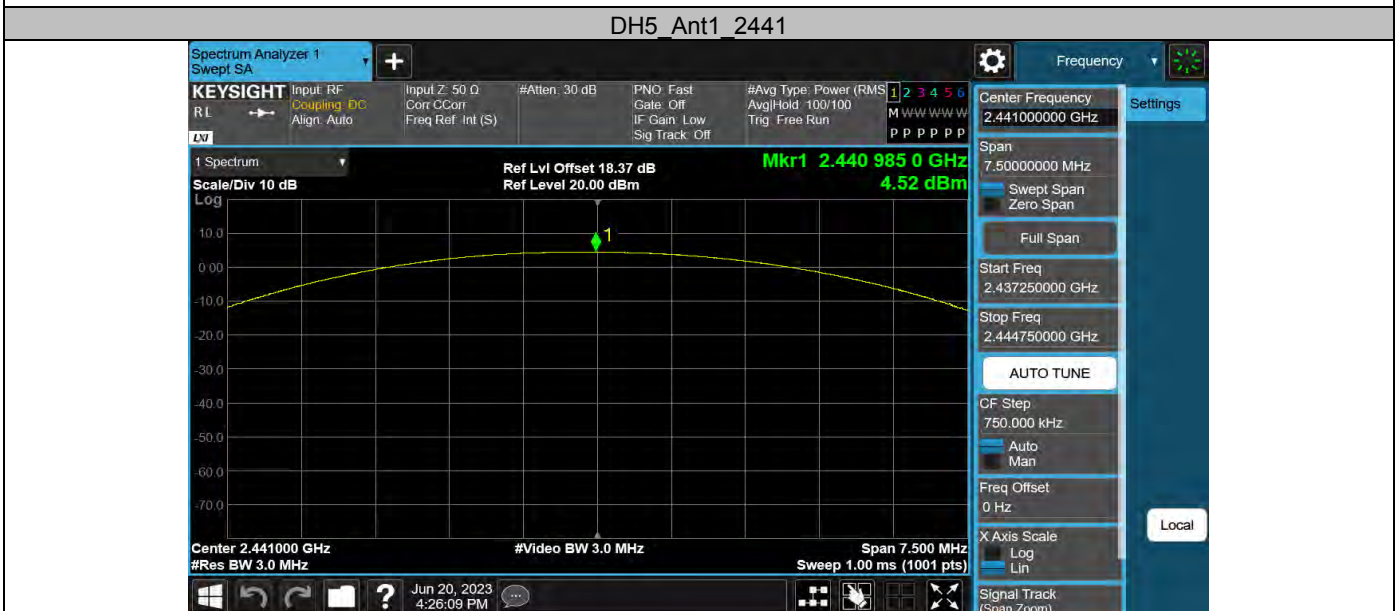 DH5_Ant1_2441
Spectrum Analyzer 1
Swept SA
+
Frequency
KEYSIGHT
RL
LXI
Input: RF
Coupling: DC
Align: Auto
Input Z: 50 Ω
Corr CCorr
Freq Ref: Int (S)
#Atten: 30 dB
PNO: Fast
Gate: Off
IF Gain: Low
Sig Track: Off
#Avg Type: Power (RMS
Avg|Hold: 100/100
Trig: Free Run
1 2 3 4 5 6
M W W W W W
P P P P P P
1 Spectrum
Scale/Div 10 dB
Log
Ref Lvl Offset 18.37 dB
Ref Level 20.00 dBm
Mkr1 2.440 985 0 GHz
4.52 dBm
1
10.0
0.00
-10.0
-20.0
-30.0
-40.0
-50.0
-60.0
-70.0
Center 2.441000 GHz
#Res BW 3.0 MHz
#Video BW 3.0 MHz
Span 7.500 MHz
Sweep 1.00 ms (1001 pts)
Center Frequency
2.441000000 GHz
Span
7.50000000 MHz
Swept Span
Zero Span
Full Span
Start Freq
2.437250000 GHz
Stop Freq
2.444750000 GHz
AUTO TUNE
CF Step
750.000 kHz
Auto
Man
Freq Offset
0 Hz
X Axis Scale
Log
Lin
Signal Track
(Span Zoom)
Settings
Local
?
Jun 20, 2023
4:26:09 PM